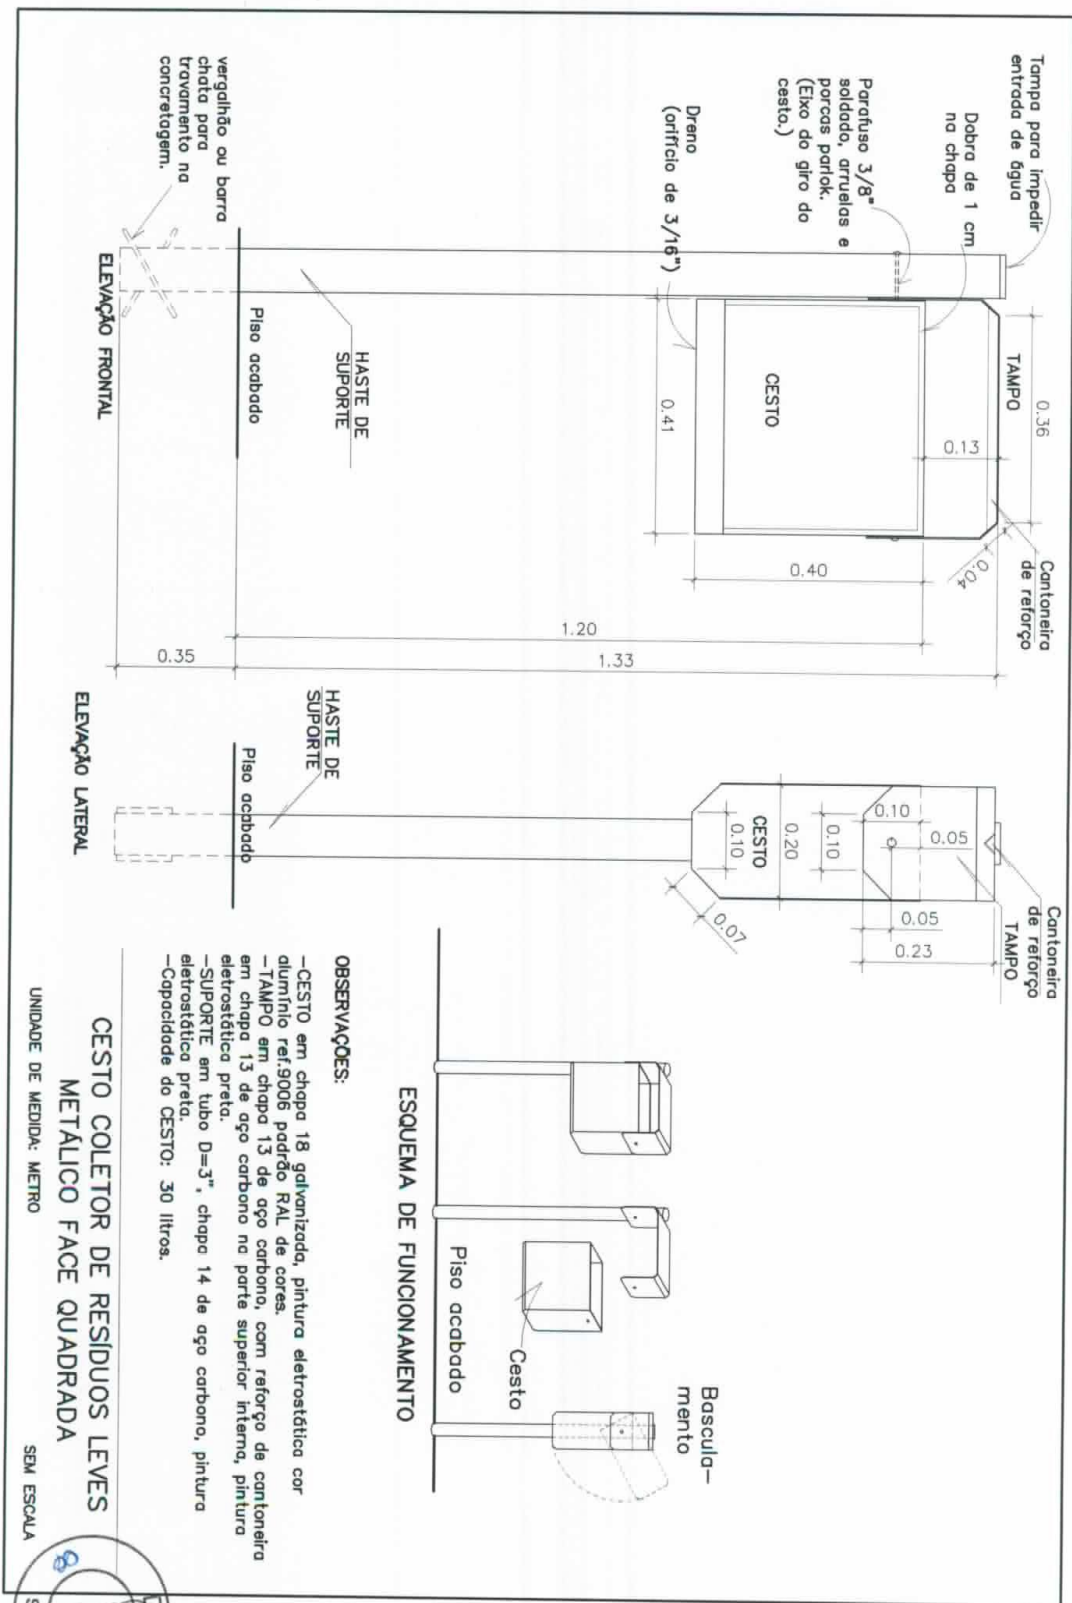 Tampa para impedir
entrada de água
Dobra de 1 cm
na chapa
Parafuso 3/8"
soldado, arruelas e
porcas parlok.
(Eixo do giro do
cesto.)
Dreno
(orifício de 3/16")
vergalhão ou barra
chata para
travamento na
concretagem.
TAMPO
0.36
0.13
Cantoneira
de reforço
0.04
CESTO
0.41
0.40
HASTE DE
SUPORTE
Piso acabado
1.20
1.33
0.35
ELEVAÇÃO FRONTAL
Cantoneira
de reforço
TAMPO
0.10
0.05
0.05
0.23
0.10
0.20
CESTO
0.10
0.07
HASTE DE
SUPORTE
Piso acabado
ELEVAÇÃO LATERAL
Bascula-
mento
Cesto
Piso acabado
ESQUEMA DE FUNCIONAMENTO
OBSERVAÇÕES:
-CESTO em chapa 18 galvanizada, pintura eletrostática cor
alumínio ref.9006 padrão RAL de cores.
-TAMPO em chapa 13 de aço carbono, com reforço de cantoneira
em chapa 13 de aço carbono na parte superior interna, pintura
eletrostática preta.
-SUPORTE em tubo D=3", chapa 14 de aço carbono, pintura
eletrostática preta.
-Capacidade do CESTO: 30 litros.
CESTO COLETOR DE RESÍDUOS LEVES
METÁLICO FACE QUADRADA
UNIDADE DE MEDIDA: METRO
SEM ESCALA
8